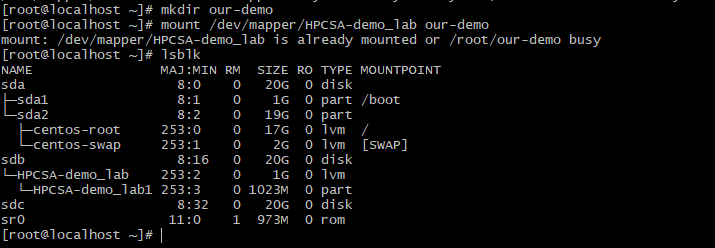 [root@localhost ~]# mkdir our-demo
[root@localhost ~]# mount /dev/mapper/HPCSA-demo_lab our-demo
mount: /dev/mapper/HPCSA-demo_lab is already mounted or /root/our-demo busy
[root@localhost ~]# lsblk
NAME                MAJ:MIN RM  SIZE RO TYPE MOUNTPOINT
sda                   8:0    0   20G  0 disk
├─sda1                8:1    0    1G  0 part /boot
└─sda2                8:2    0   19G  0 part
  ├─centos-root     253:0    0   17G  0 lvm  /
  └─centos-swap     253:1    0    2G  0 lvm  [SWAP]
sdb                   8:16   0   20G  0 disk
└─HPCSA-demo_lab    253:2    0    1G  0 lvm
  └─HPCSA-demo_lab1 253:3    0 1023M  0 part
sdc                   8:32   0   20G  0 disk
sr0                  11:0    1  973M  0 rom
[root@localhost ~]#